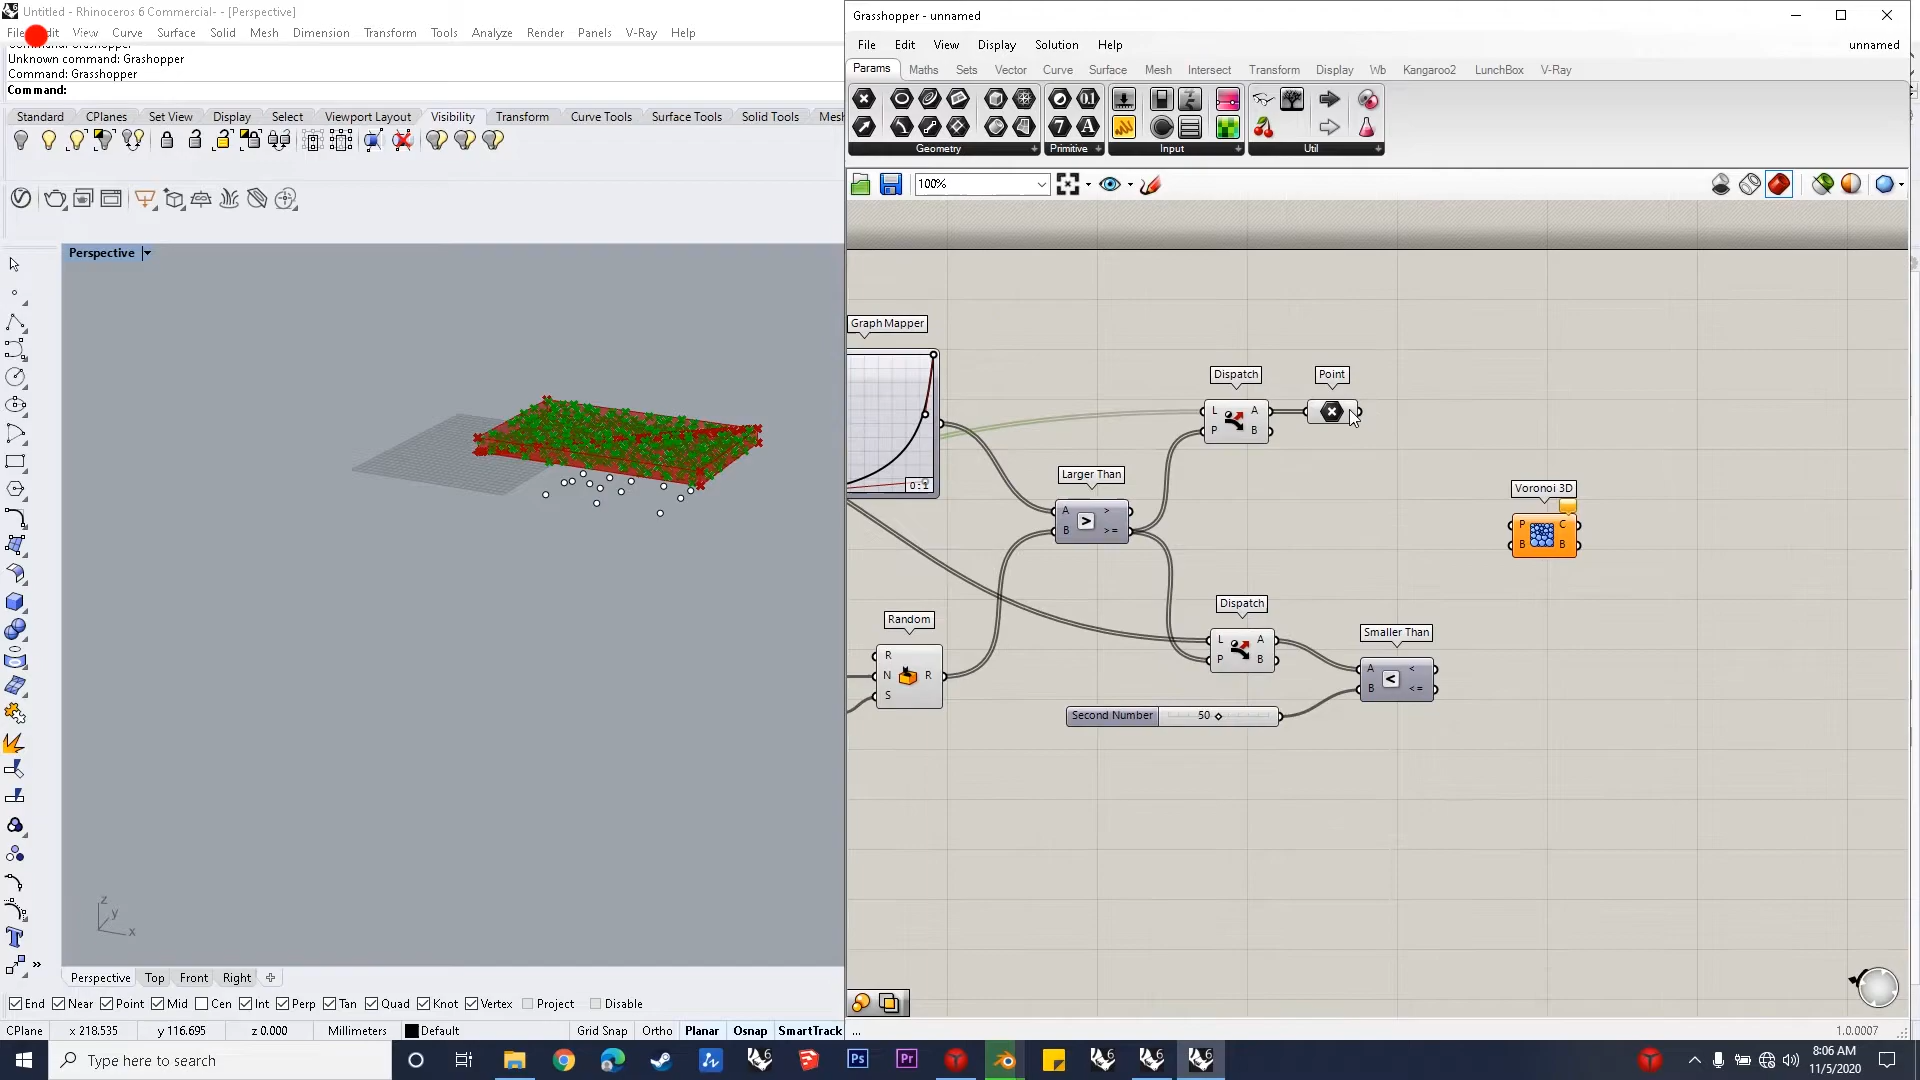 Untitled - Rhinoceros 6 Commercial- - [Perspective]
File Edit View Curve Surface Solid Mesh Dimension Transform Tools Analyze Render Panels V-Ray Help
Unknown command: Grashopper
Command: Grasshopper
Command:
Standard CPlanes Set View Display Select Viewport Layout Visibility Transform Curve Tools Surface Tools Solid Tools Mesh
Perspective
z
y
x
Perspective Top Front Right
End Near Point Mid Cen Int Perp Tan Quad Knot Vertex Project Disable
CPlane x 218.535 y 116.695 z 0.000 Millimeters Default Grid Snap Ortho Planar Osnap SmartTrack
Grasshopper - unnamed
File Edit View Display Solution Help unnamed
Params Maths Sets Vector Curve Surface Mesh Intersect Transform Display Wb Kangaroo2 LunchBox V-Ray
Geometry Primitive Input Util
100%
Graph Mapper
0:1
Dispatch
L A
P B
Point
Larger Than
A >
B >=
Voronoi 3D
P C
B B
Random
R
N R
S
Dispatch
L A
P B
Smaller Than
A <
B <=
Second Number 50
...
1.0.0007
Type here to search
Ps Pr
8:06 AM
11/5/2020